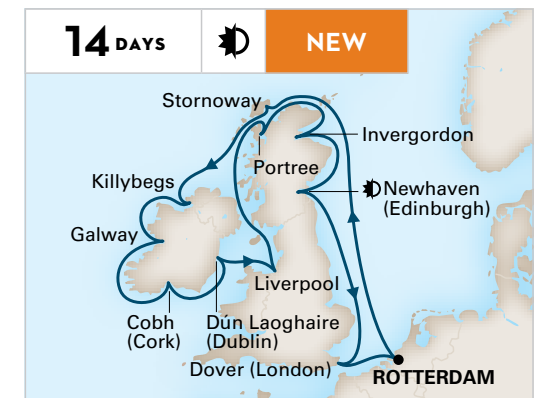 14 DAYS
NEW
Stornoway
Invergordon
Portree
Killybegs
Newhaven
(Edinburgh)
Galway
Liverpool
Cobh
(Cork)
Dún Laoghaire
(Dublin)
Dover (London)
ROTTERDAM